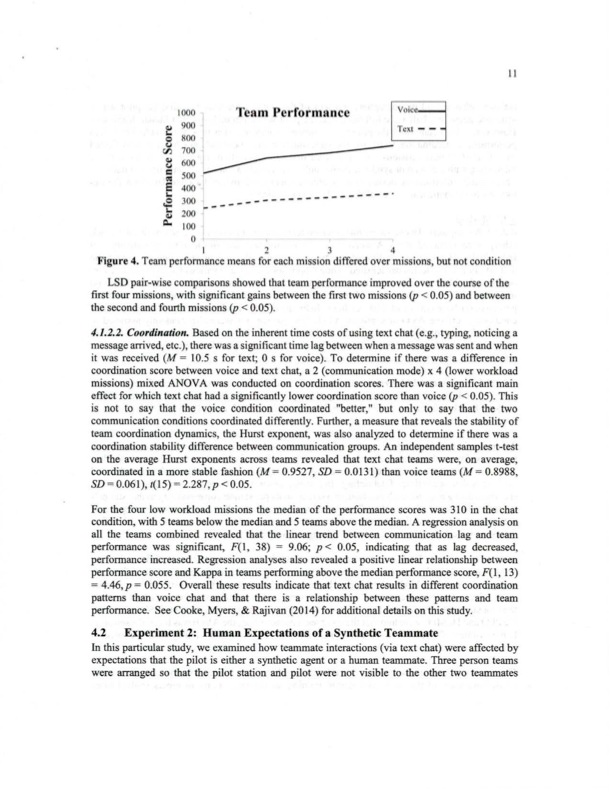 11
Team Performance
Voice
Text
Performance Score
1000
900
800
700
600
500
400
300
200
100
0
1 2 3 4
Figure 4. Team performance means for each mission differed over missions, but not condition
LSD pair-wise comparisons showed that team performance improved over the course of the
first four missions, with significant gains between the first two missions (p < 0.05) and between
the second and fourth missions (p < 0.05).
4.1.2.2. Coordination. Based on the inherent time costs of using text chat (e.g., typing, noticing a
message arrived, etc.), there was a significant time lag between when a message was sent and when
it was received (M = 10.5 s for text; 0 s for voice). To determine if there was a difference in
coordination score between voice and text chat, a 2 (communication mode) x 4 (lower workload
missions) mixed ANOVA was conducted on coordination scores. There was a significant main
effect for which text chat had a significantly lower coordination score than voice (p < 0.05). This
is not to say that the voice condition coordinated "better," but only to say that the two
communication conditions coordinated differently. Further, a measure that reveals the stability of
team coordination dynamics, the Hurst exponent, was also analyzed to determine if there was a
coordination stability difference between communication groups. An independent samples t-test
on the average Hurst exponents across teams revealed that text chat teams were, on average,
coordinated in a more stable fashion (M = 0.9527, SD = 0.0131) than voice teams (M = 0.8988,
SD = 0.061), t(15) = 2.287, p < 0.05.
For the four low workload missions the median of the performance scores was 310 in the chat
condition, with 5 teams below the median and 5 teams above the median. A regression analysis on
all the teams combined revealed that the linear trend between communication lag and team
performance was significant, F(1, 38) = 9.06; p < 0.05, indicating that as lag decreased,
performance increased. Regression analyses also revealed a positive linear relationship between
performance score and Kappa in teams performing above the median performance score, F(1, 13)
= 4.46, p = 0.055. Overall these results indicate that text chat results in different coordination
patterns than voice chat and that there is a relationship between these patterns and team
performance. See Cooke, Myers, & Rajivan (2014) for additional details on this study.
4.2 Experiment 2: Human Expectations of a Synthetic Teammate
In this particular study, we examined how teammate interactions (via text chat) were affected by
expectations that the pilot is either a synthetic agent or a human teammate. Three person teams
were arranged so that the pilot station and pilot were not visible to the other two teammates